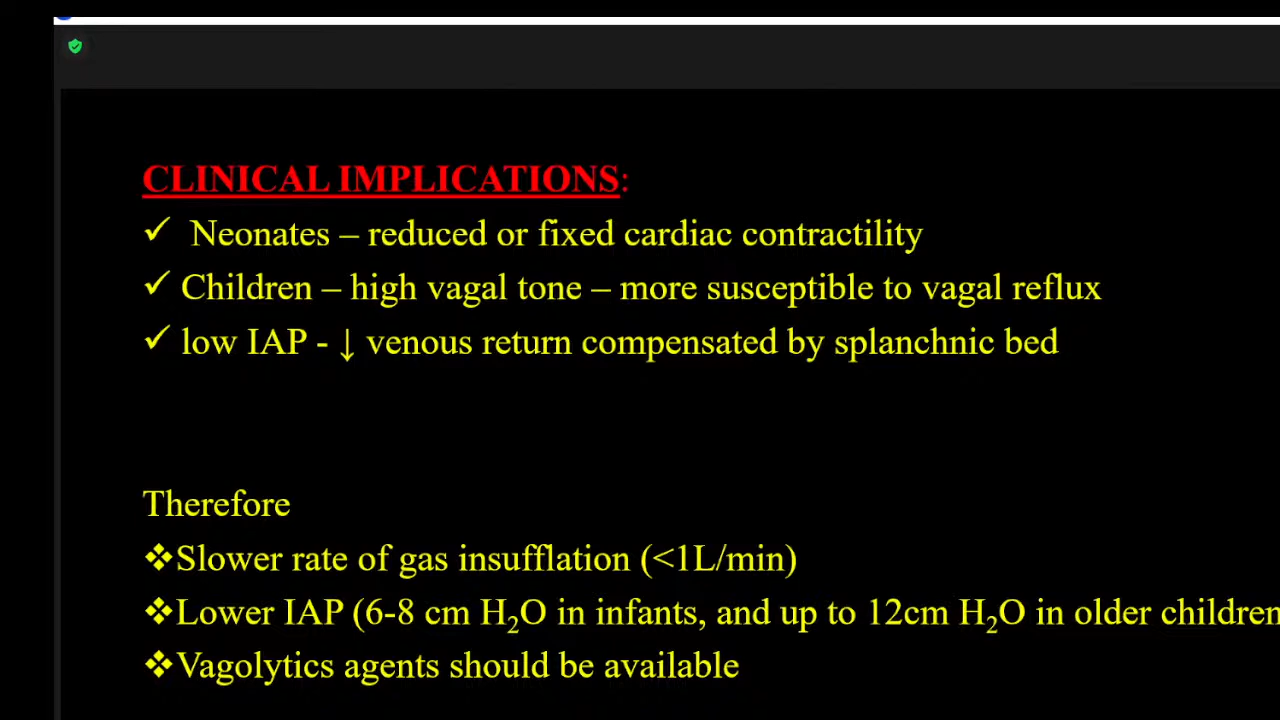 CLINICAL IMPLICATIONS:
✓ Neonates – reduced or fixed cardiac contractility
✓ Children – high vagal tone – more susceptible to vagal reflux
✓ low IAP - ↓ venous return compensated by splanchnic bed
Therefore
❖Slower rate of gas insufflation (<1L/min)
❖Lower IAP (6-8 cm H₂O in infants, and up to 12cm H₂O in older children
❖Vagolytics agents should be available